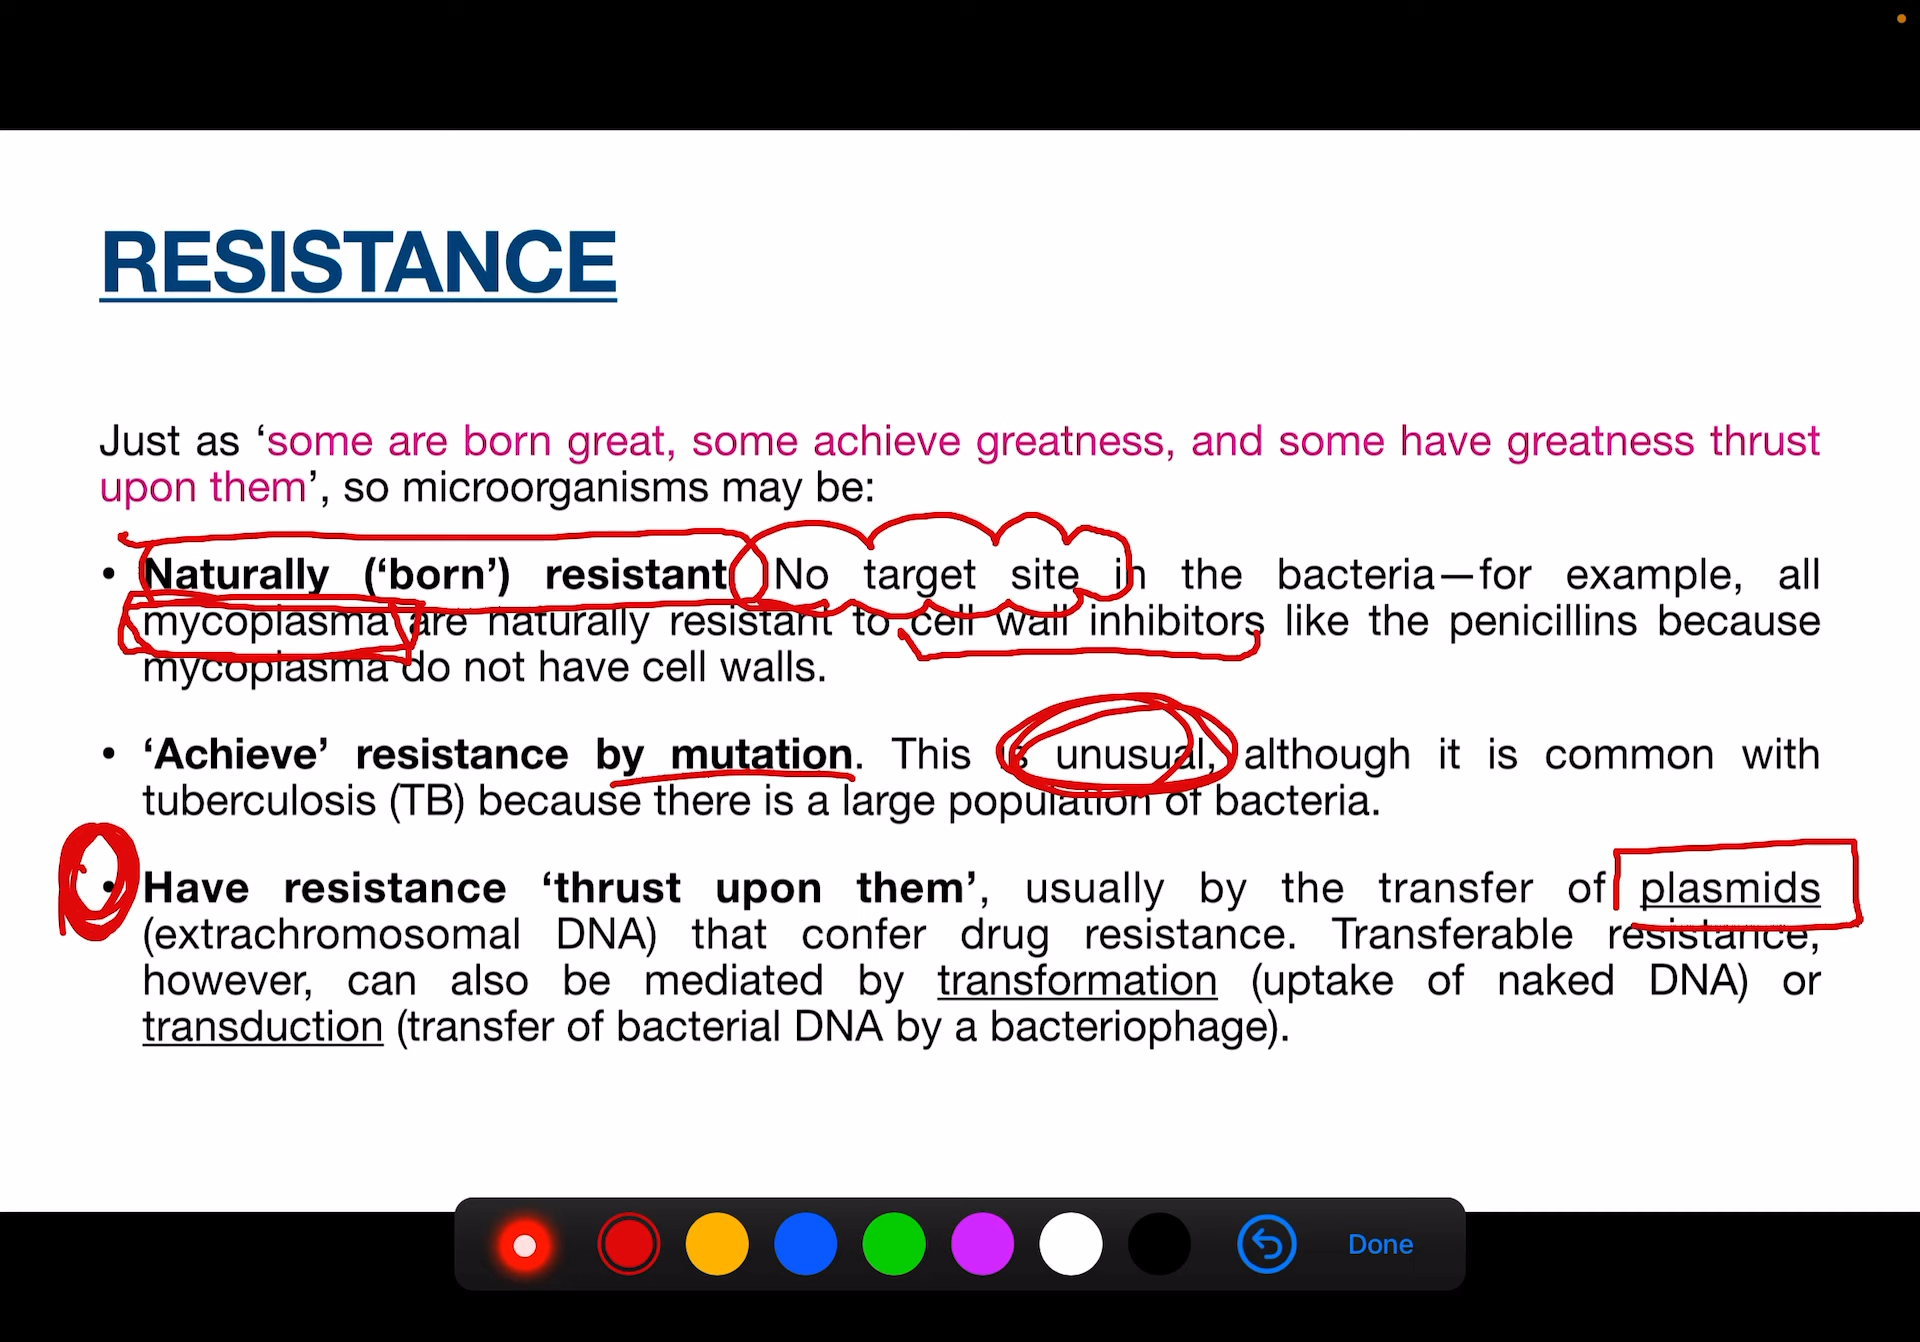 RESISTANCE
Just as ‘some are born great, some achieve greatness, and some have greatness thrust
upon them’, so microorganisms may be:
• Naturally (‘born’) resistant No target site in the bacteria—for example, all
mycoplasma are naturally resistant to cell wall inhibitors like the penicillins because
mycoplasma do not have cell walls.
• ‘Achieve’ resistance by mutation. This is unusual, although it is common with
tuberculosis (TB) because there is a large population of bacteria.
• Have resistance ‘thrust upon them’, usually by the transfer of plasmids
(extrachromosomal DNA) that confer drug resistance. Transferable resistance,
however, can also be mediated by transformation (uptake of naked DNA) or
transduction (transfer of bacterial DNA by a bacteriophage).
Done